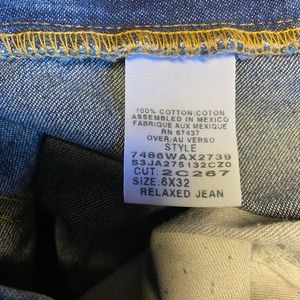 100% COTTON;COTON
ASSEMBLED IN MEXICO
FABRIQUE AUX MEXIQUE
RN 67437
OVER/AU VERSO
STYLE
7486WAX2739
S3JA275132CZ0
CUT: 2C267
SIZE:6X32
RELAXED JEAN